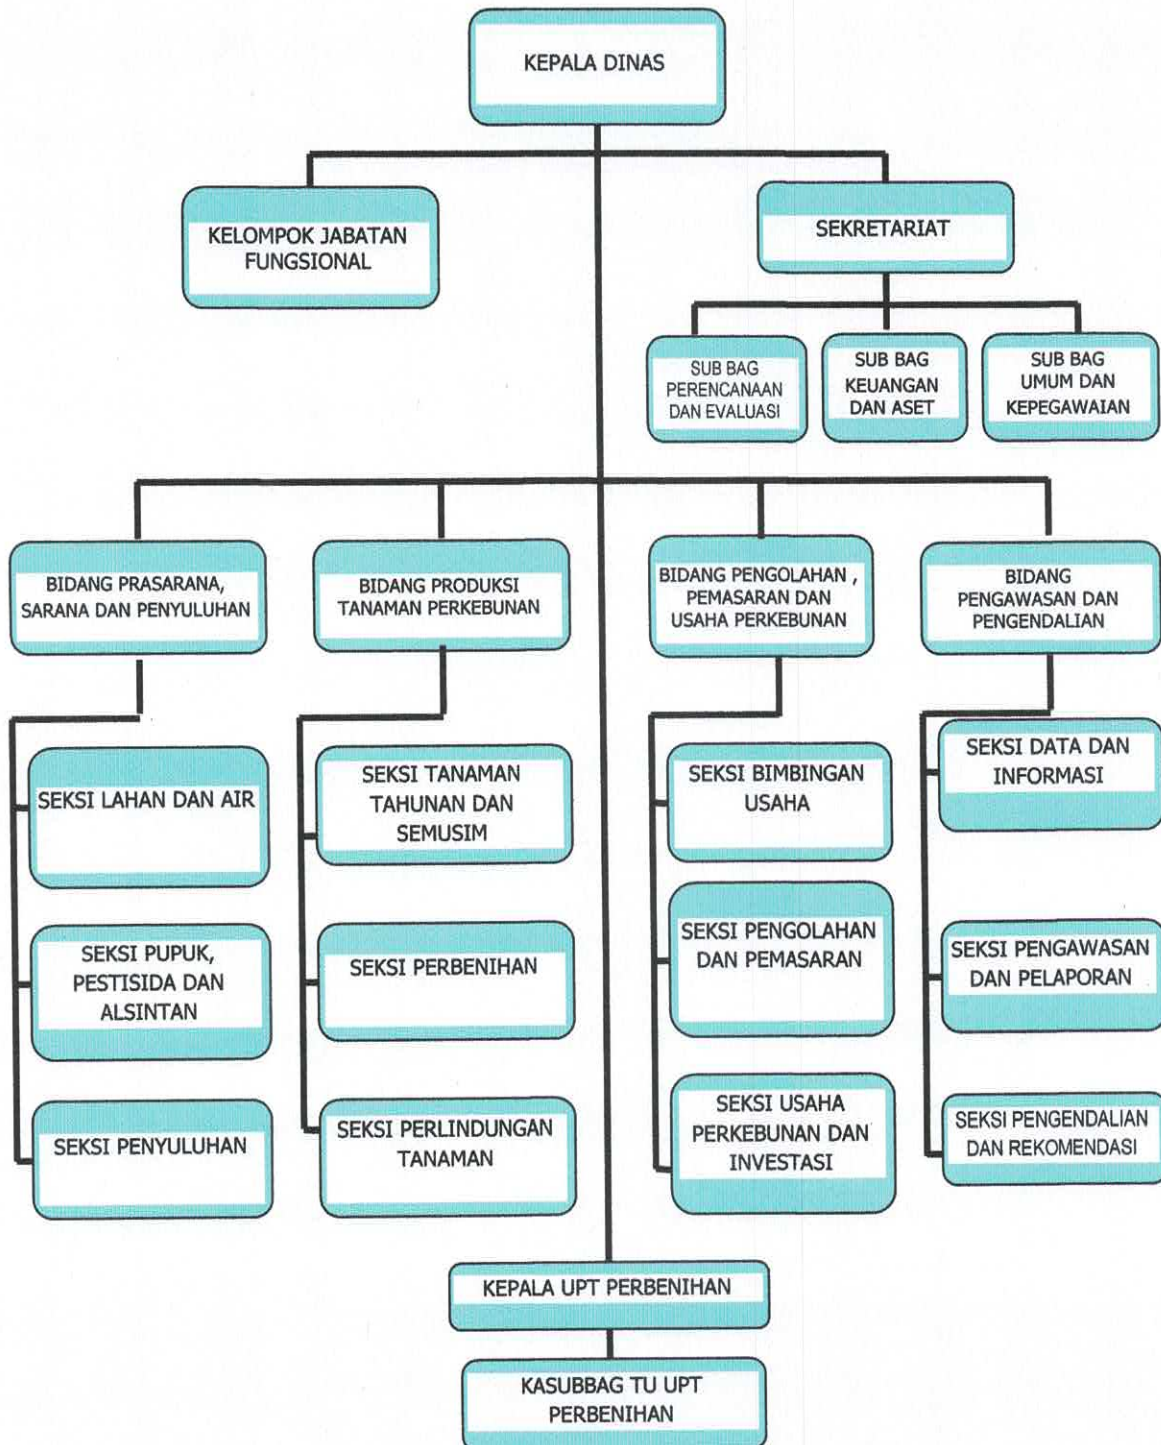 KEPALA DINAS
KELOMPOK JABATAN
FUNGSIONAL
SEKRETARIAT
SUB BAG
PERENCANAAN
DAN EVALUASI
SUB BAG
KEUANGAN
DAN ASET
SUB BAG
UMUM DAN
KEPEGAWAIAN
BIDANG PRASARANA,
SARANA DAN PENYULUHAN
BIDANG PRODUKSI
TANAMAN PERKEBUNAN
BIDANG PENGOLAHAN ,
PEMASARAN DAN
USAHA PERKEBUNAN
BIDANG
PENGAWASAN DAN
PENGENDALIAN
SEKSI LAHAN DAN AIR
SEKSI PUPUK,
PESTISIDA DAN
ALSINTAN
SEKSI PENYULUHAN
SEKSI TANAMAN
TAHUNAN DAN
SEMUSIM
SEKSI PERBENIHAN
SEKSI PERLINDUNGAN
TANAMAN
SEKSI BIMBINGAN
USAHA
SEKSI PENGOLAHAN
DAN PEMASARAN
SEKSI USAHA
PERKEBUNAN DAN
INVESTASI
SEKSI DATA DAN
INFORMASI
SEKSI PENGAWASAN
DAN PELAPORAN
SEKSI PENGENDALIAN
DAN REKOMENDASI
KEPALA UPT PERBENIHAN
KASUBBAG TU UPT
PERBENIHAN